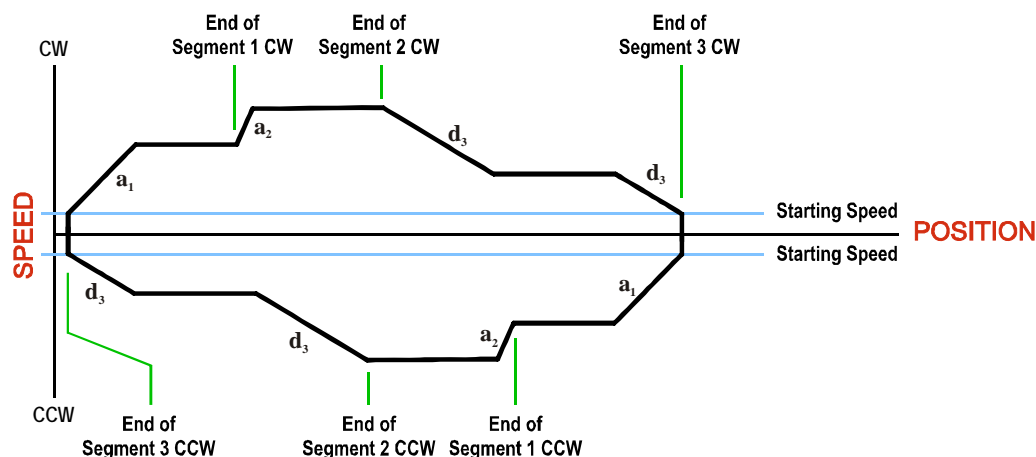 End of
Segment 1 CW
End of
Segment 2 CW
End of
Segment 3 CW
CW
a2
d3
a1
d3
Starting Speed
SPEED
POSITION
Starting Speed
d3
a1
d3
a2
CCW
End of
Segment 3 CCW
End of
Segment 2 CCW
End of
Segment 1 CCW